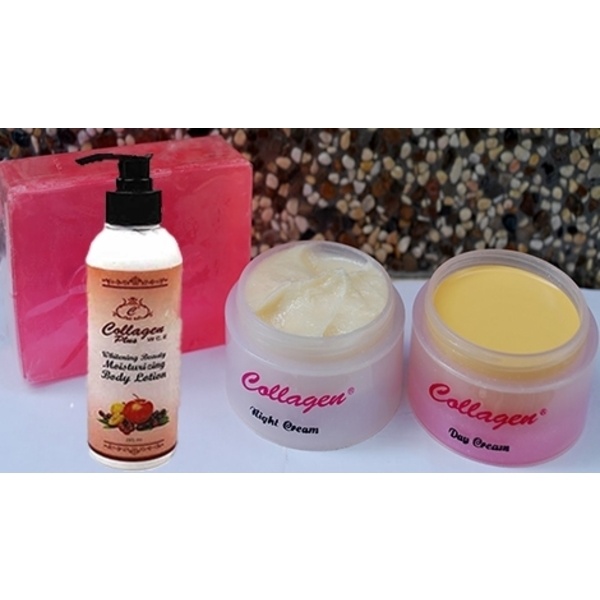 Collagen
Plus
Whitening Beauty
Moisturizing
Body Lotion
Collagen®
Night Cream
Collagen®
Day Cream